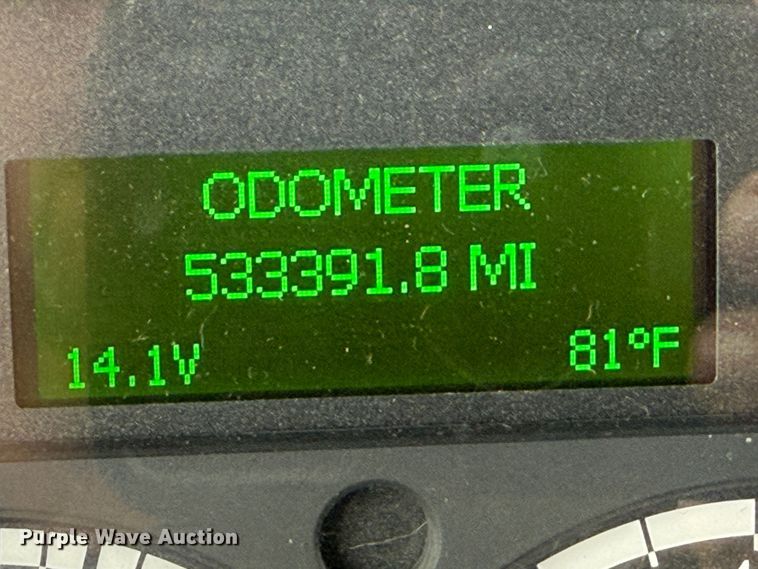 ODOMETER
533391.8 MI
14.1V 81°F
Purple Wave Auction